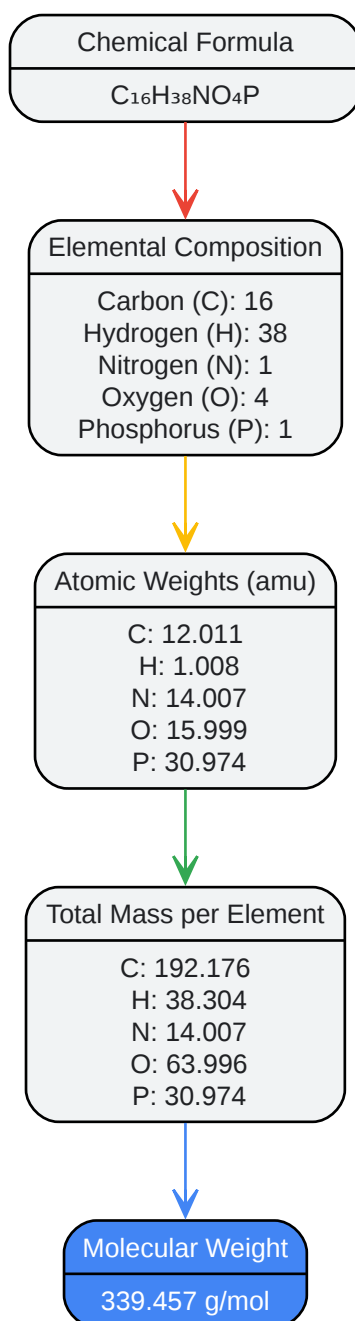 Chemical Formula
C₁₆H₃₈NO₄P
Elemental Composition
Carbon (C): 16
Hydrogen (H): 38
Nitrogen (N): 1
Oxygen (O): 4
Phosphorus (P): 1
Atomic Weights (amu)
C: 12.011
H: 1.008
N: 14.007
O: 15.999
P: 30.974
Total Mass per Element
C: 192.176
H: 38.304
N: 14.007
O: 63.996
P: 30.974
Molecular Weight
339.457 g/mol